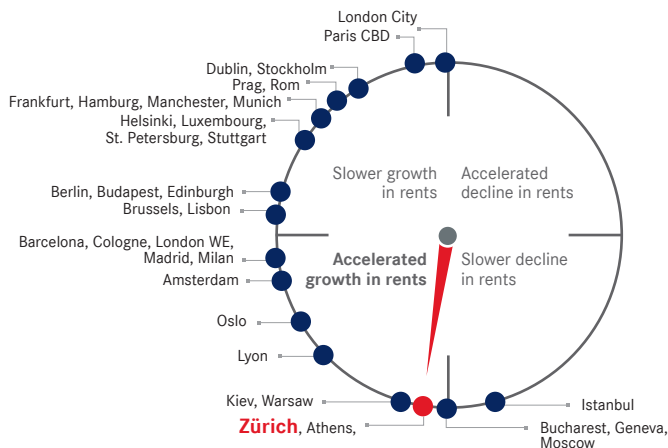 London City
Paris CBD
Dublin, Stockholm
Prag, Rom
Frankfurt, Hamburg, Manchester, Munich
Helsinki, Luxembourg,
St. Petersburg, Stuttgart
Slower growth
in rents
Accelerated
decline in rents
Berlin, Budapest, Edinburgh
Brussels, Lisbon
Barcelona, Cologne, London WE,
Madrid, Milan
Accelerated
growth in rents
Slower decline
in rents
Amsterdam
Oslo
Lyon
Kiev, Warsaw
Zürich, Athens,
Istanbul
Bucharest, Geneva,
Moscow